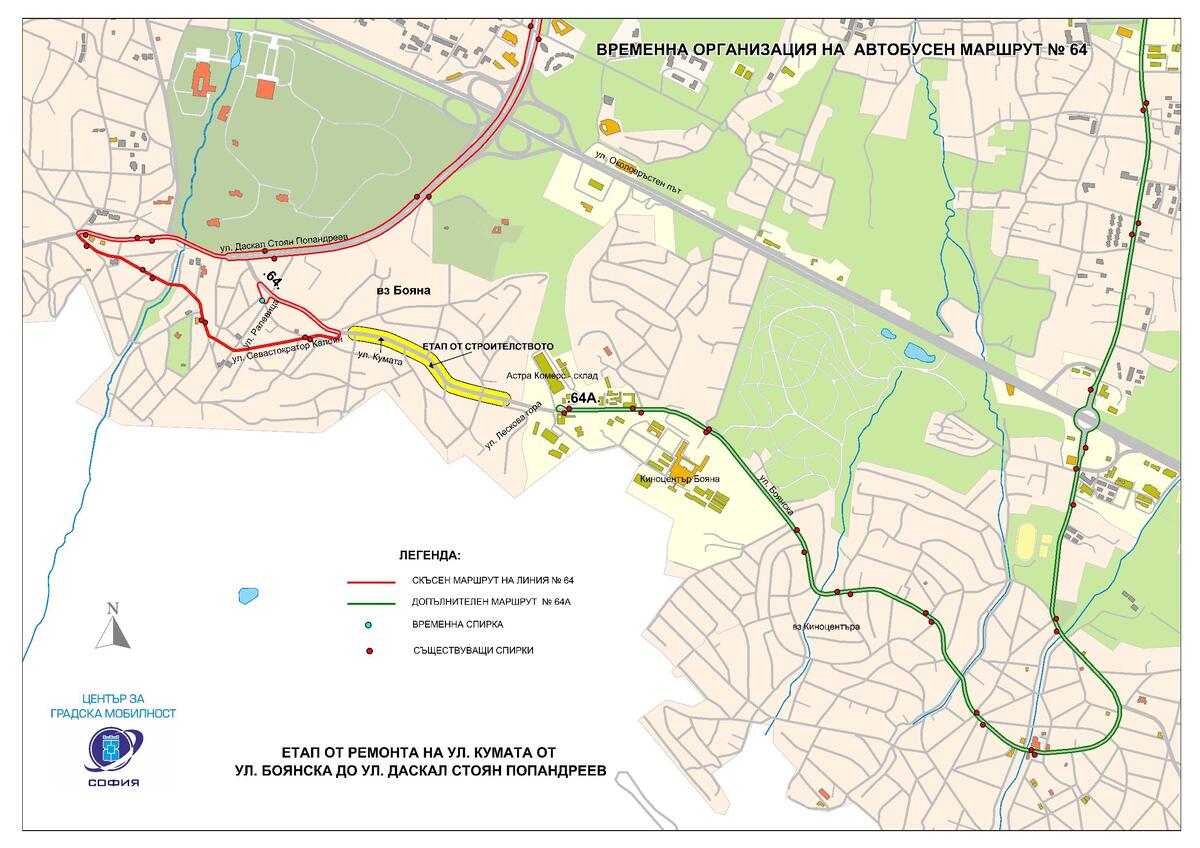 ВРЕМЕННА ОРГАНИЗАЦИЯ НА АВТОБУСЕН МАРШРУТ № 64
ул. Околовръстен път
ул. Даскал Стоян Попандреев
.64.
вз Бояна
ул. Ралевица
ул. Севастократор Калоян
ул. Кумата
ЕТАП ОТ СТРОИТЕЛСТВОТО
Астра Комерс - склад
.64А.
ул. Лескова гора
Киноцентър Бояна
ул. Боянска
вз Киноцентъра
ЛЕГЕНДА:
СКЪСЕН МАРШРУТ НА ЛИНИЯ № 64
ДОПЪЛНИТЕЛЕН МАРШРУТ № 64А
ВРЕМЕННА СПИРКА
СЪЩЕСТВУВАЩИ СПИРКИ
N
ЦЕНТЪР ЗА
ГРАДСКА МОБИЛНОСТ
СОФИЯ
ЕТАП ОТ РЕМОНТА НА УЛ. КУМАТА ОТ
УЛ. БОЯНСКА ДО УЛ. ДАСКАЛ СТОЯН ПОПАНДРЕЕВ